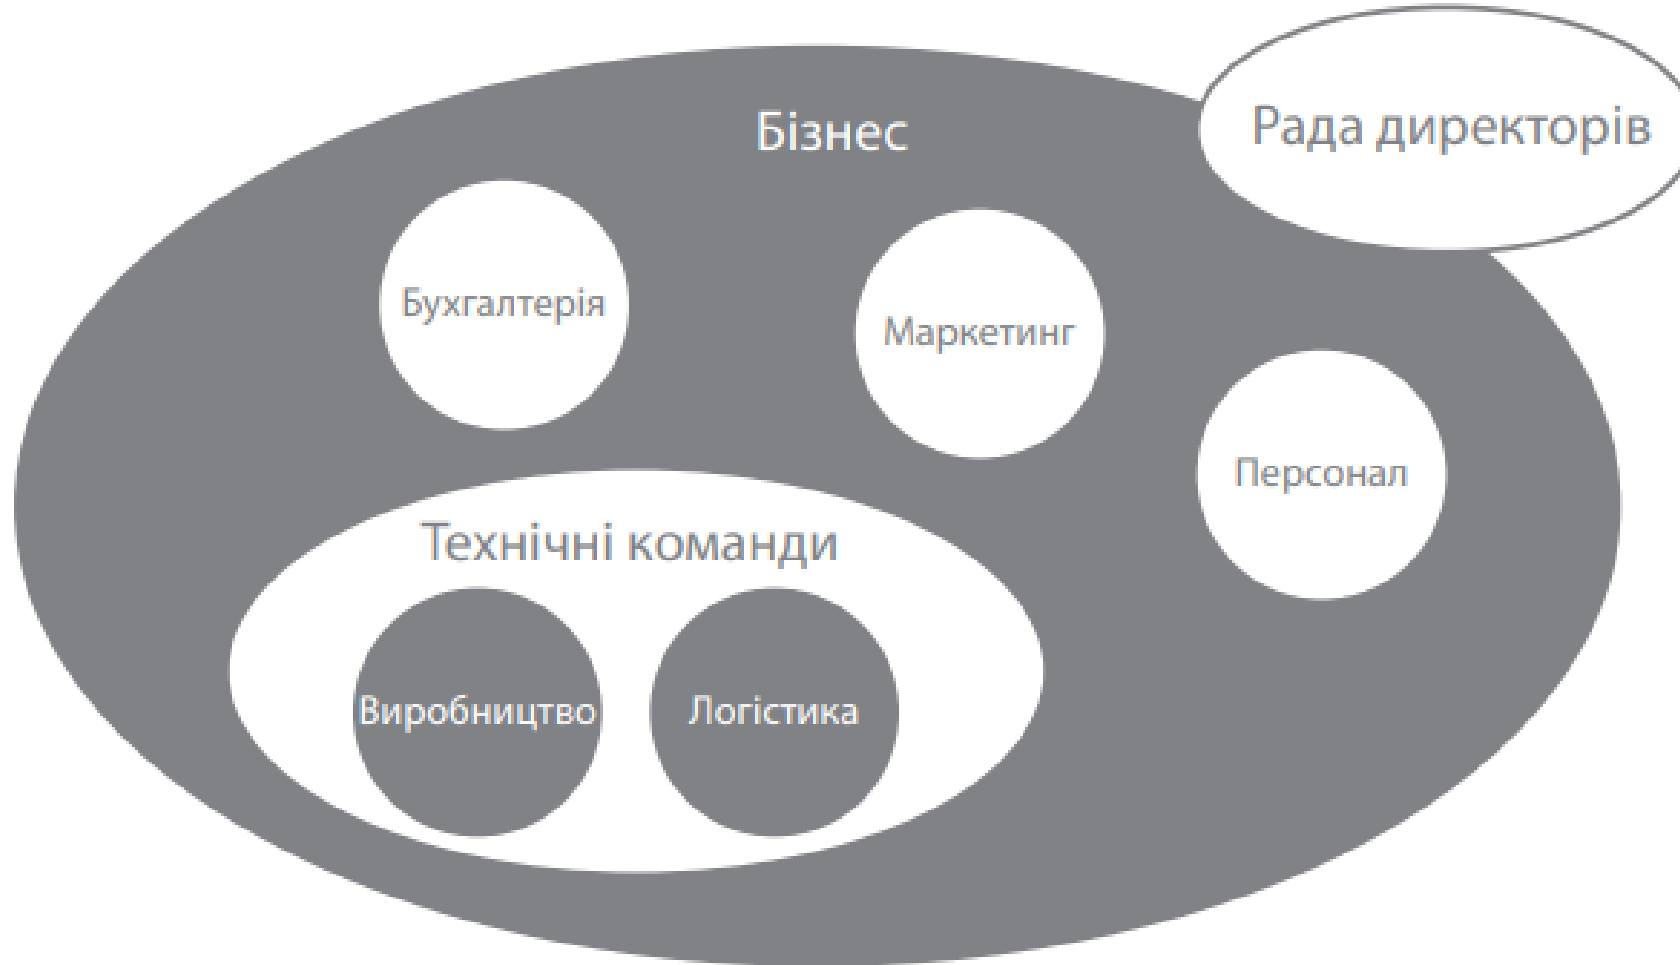 Рада директорів
Бізнес
Бухгалтерія
Маркетинг
Персонал
Технічні команди
Виробництво
Логістика